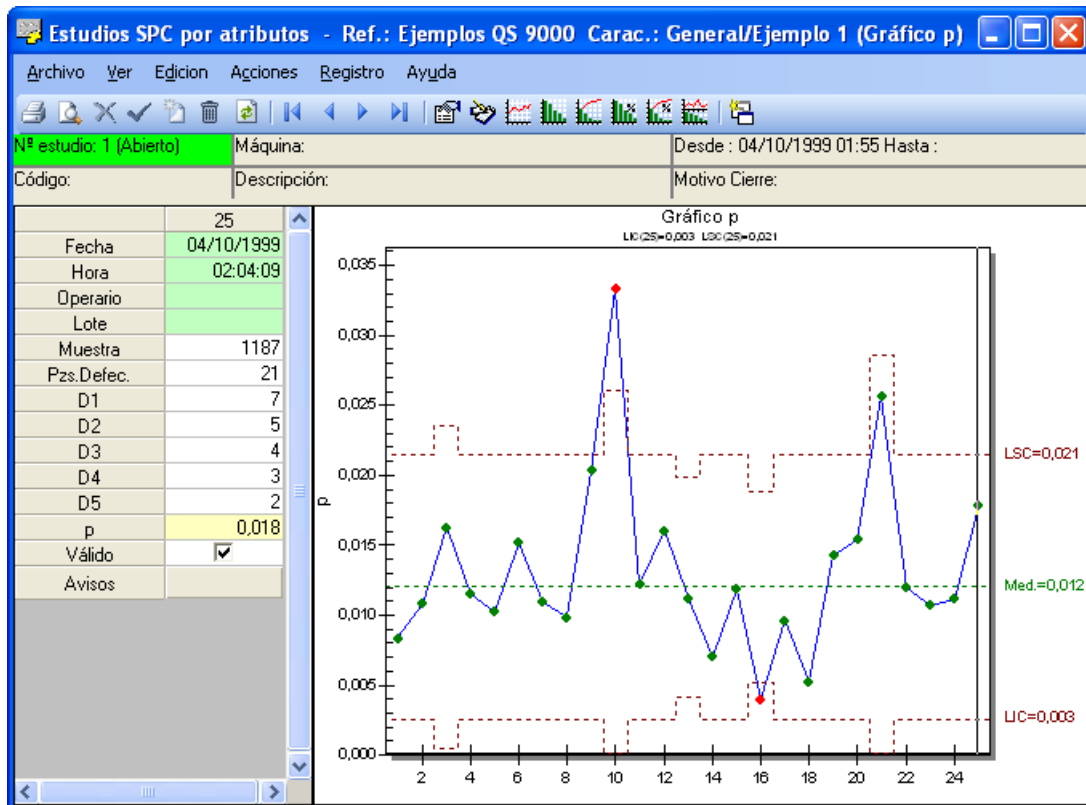 Estudios SPC por atributos - Ref.: Ejemplos QS 9000 Carac.: General/Ejemplo 1 (Gráfico p)
Archivo Ver Edicion Acciones Registro Ayuda
Nº estudio: 1 (Abierto) Máquina: Desde : 04/10/1999 01:55 Hasta :
Código: Descripción: Motivo Cierre:
25
Fecha 04/10/1999
Hora 02:04:09
Operario
Lote
Muestra 1187
Pzs.Defec. 21
D1 7
D2 5
D3 4
D4 3
D5 2
p 0,018
Válido
Avisos
Gráfico p
LIC(25)=0,003 LSC(25)=0,021
0,035
0,030
0,025
0,020
0,015
0,010
0,005
0,000
p
LSC=0,021
Med.=0,012
LIC=0,003
2 4 6 8 10 12 14 16 18 20 22 24